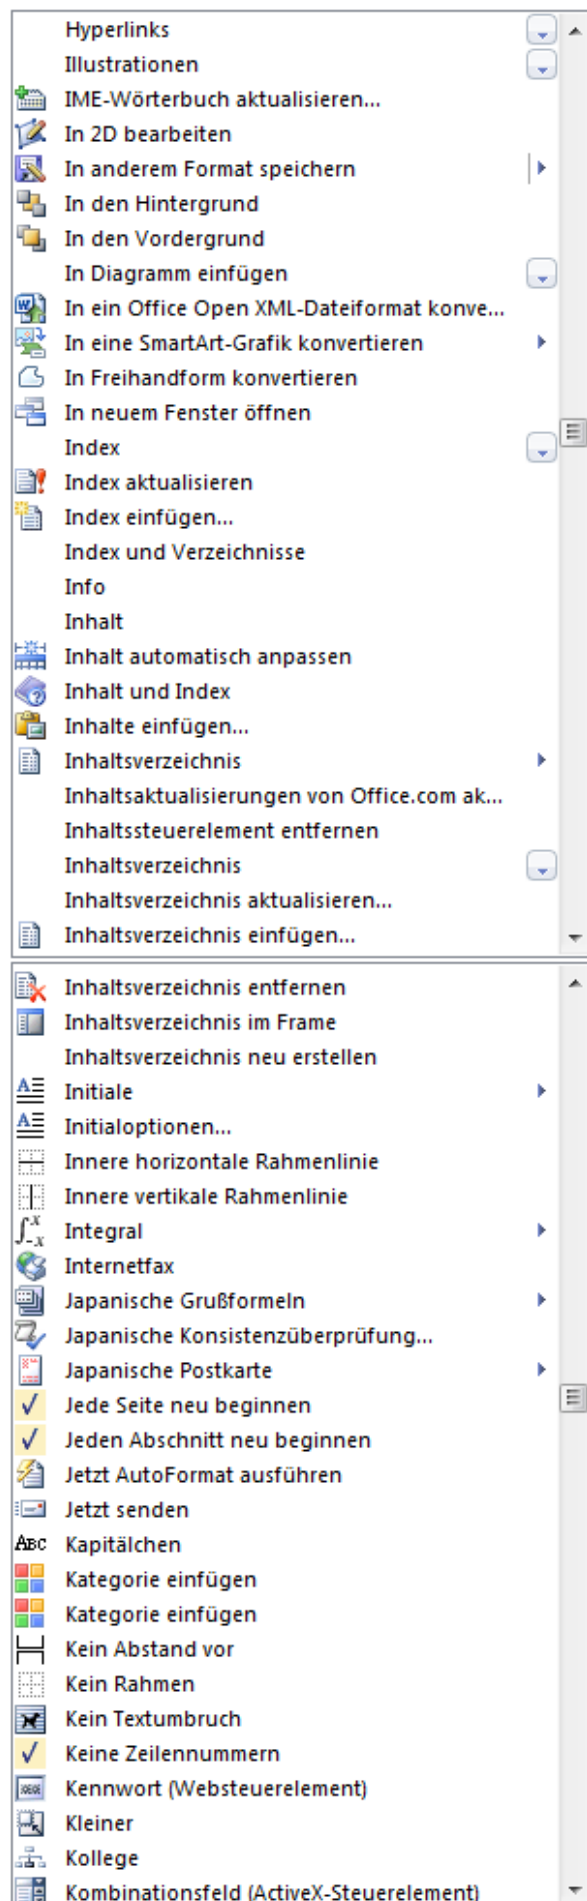 Hyperlinks
Illustrationen
IME-Wörterbuch aktualisieren...
In 2D bearbeiten
In anderem Format speichern
In den Hintergrund
In den Vordergrund
In Diagramm einfügen
In ein Office Open XML-Dateiformat konve...
In eine SmartArt-Grafik konvertieren
In Freihandform konvertieren
In neuem Fenster öffnen
Index
Index aktualisieren
Index einfügen...
Index und Verzeichnisse
Info
Inhalt
Inhalt automatisch anpassen
Inhalt und Index
Inhalte einfügen...
Inhaltsverzeichnis
Inhaltsaktualisierungen von Office.com ak...
Inhaltssteuerelement entfernen
Inhaltsverzeichnis
Inhaltsverzeichnis aktualisieren...
Inhaltsverzeichnis einfügen...
Inhaltsverzeichnis entfernen
Inhaltsverzeichnis im Frame
Inhaltsverzeichnis neu erstellen
Initiale
Initialoptionen...
Innere horizontale Rahmenlinie
Innere vertikale Rahmenlinie
Integral
Internetfax
Japanische Grußformeln
Japanische Konsistenzüberprüfung...
Japanische Postkarte
Jede Seite neu beginnen
Jeden Abschnitt neu beginnen
Jetzt AutoFormat ausführen
Jetzt senden
ABC Kapitälchen
Kategorie einfügen
Kategorie einfügen
Kein Abstand vor
Kein Rahmen
Kein Textumbruch
Keine Zeilennummern
Kennwort (Websteuerelement)
Kleiner
Kollege
Kombinationsfeld (ActiveX-Steuerelement)